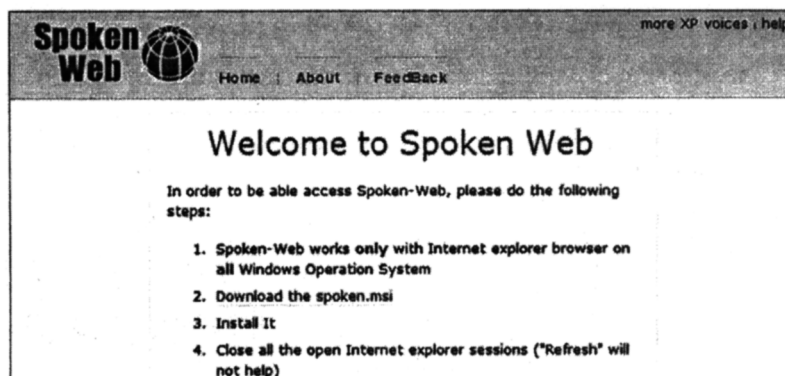 more XP voices | help
Spoken
Web
Home | About | FeedBack
Welcome to Spoken Web
In order to be able access Spoken-Web, please do the following
steps:
1. Spoken-Web works only with Internet explorer browser on
all Windows Operation System
2. Download the spoken.msi
3. Install It
4. Close all the open Internet explorer sessions ("Refresh" will
not help)